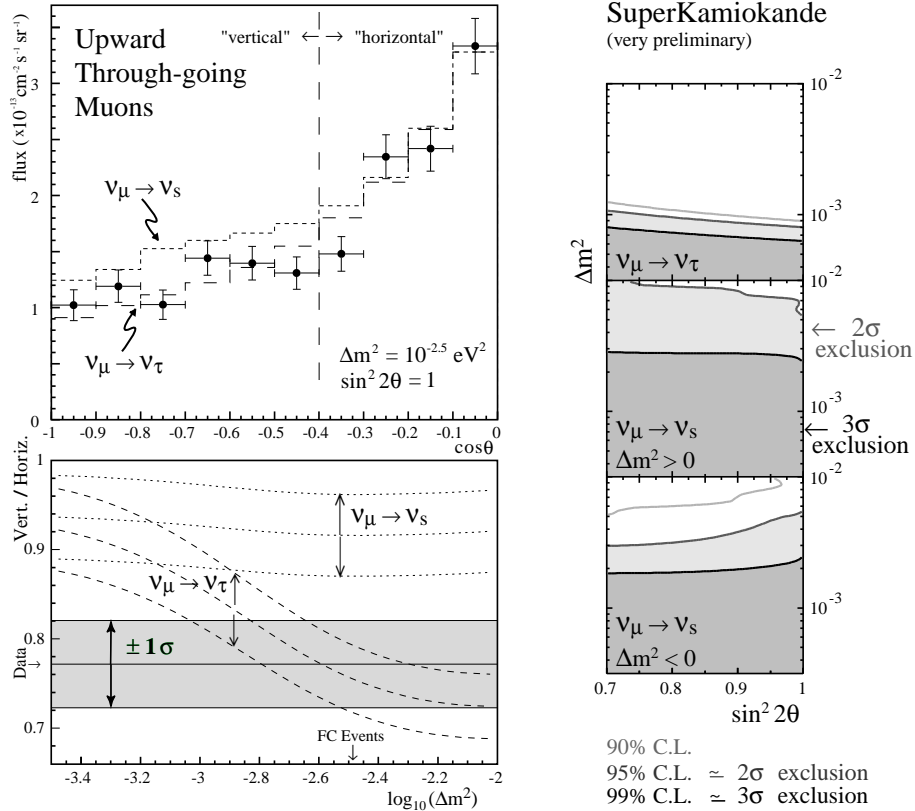 Upward
Through-going
Muons
"vertical" "horizontal"
flux (×10⁻¹³cm⁻² s⁻¹ sr⁻¹)
3
2
1
0
νμ → νs
νμ → ντ
Δm² = 10⁻²·⁵ eV²
sin² 2θ = 1
-1 -0.9 -0.8 -0.7 -0.6 -0.5 -0.4 -0.3 -0.2 -0.1 0
cosθ
Vert. / Horiz.
1
0.9
0.8
Data→
0.7
νμ → νs
νμ → ντ
± 1σ
FC Events
-3.4 -3.2 -3 -2.8 -2.6 -2.4 -2.2 -2
log₁₀(Δm²)
SuperKamiokande
(very preliminary)
Δm²
10⁻²
10⁻³
νμ → ντ
10⁻²
← 2σ
exclusion
10⁻³
νμ → νs
Δm² > 0
← 3σ
exclusion
10⁻²
10⁻²
10⁻³
νμ → νs
Δm² < 0
0.7 0.8 0.9 1
sin² 2θ
90% C.L.
95% C.L. ≃ 2σ exclusion
99% C.L. ≃ 3σ exclusion